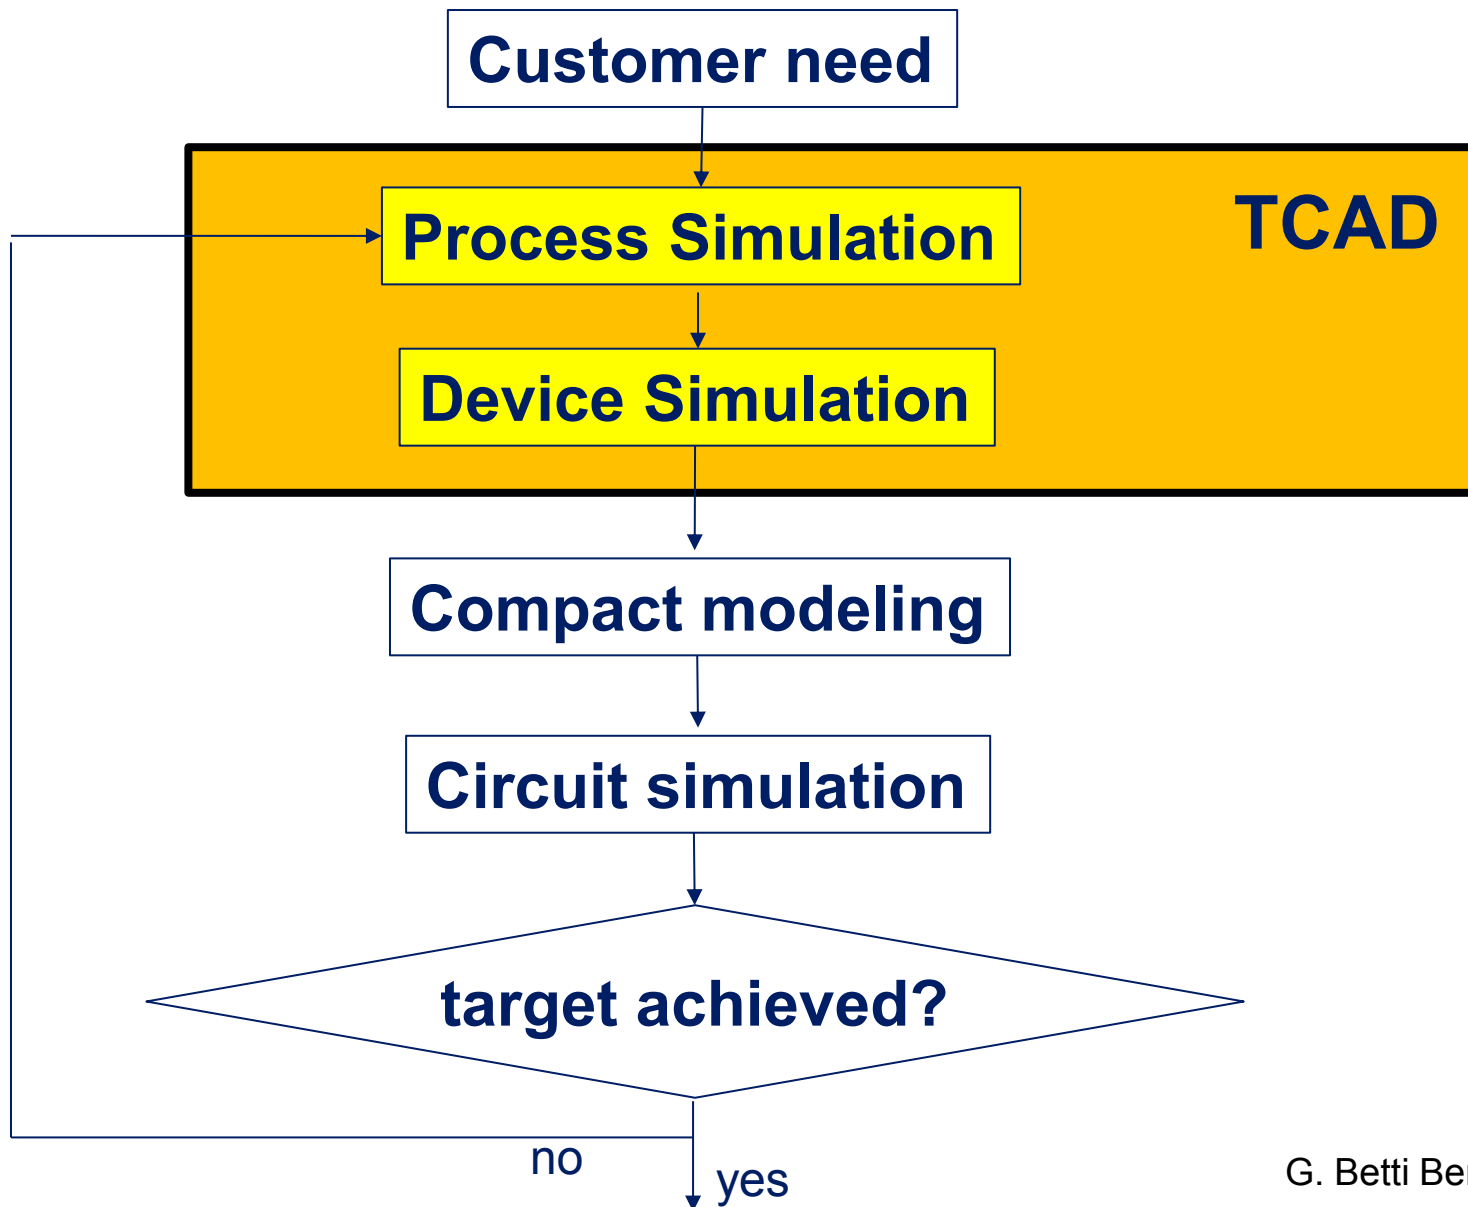 Customer need
TCAD
Process Simulation
Device Simulation
Compact modeling
Circuit simulation
target achieved?
no
yes
G. Betti